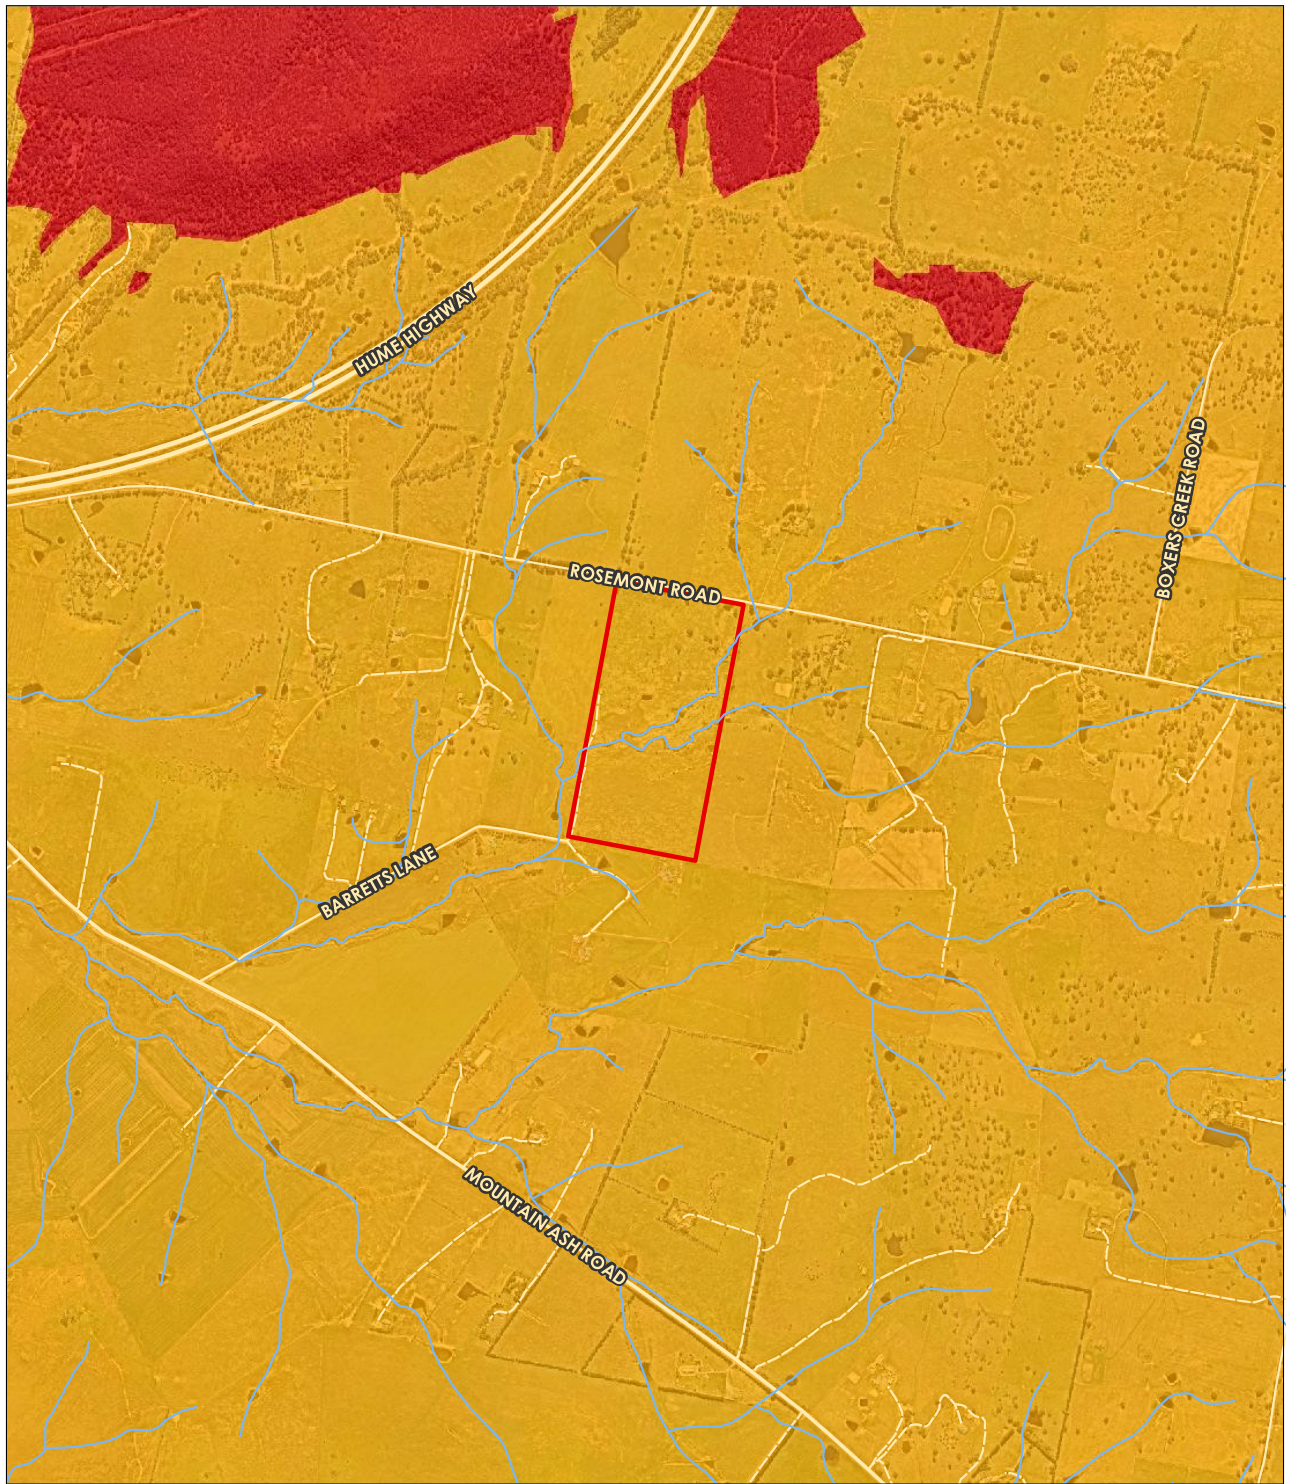 HUME HIGHWAY
BOXERS CREEK ROAD
ROSEMONT ROAD
BARRETTS LANE
MOUNTAIN ASH ROAD